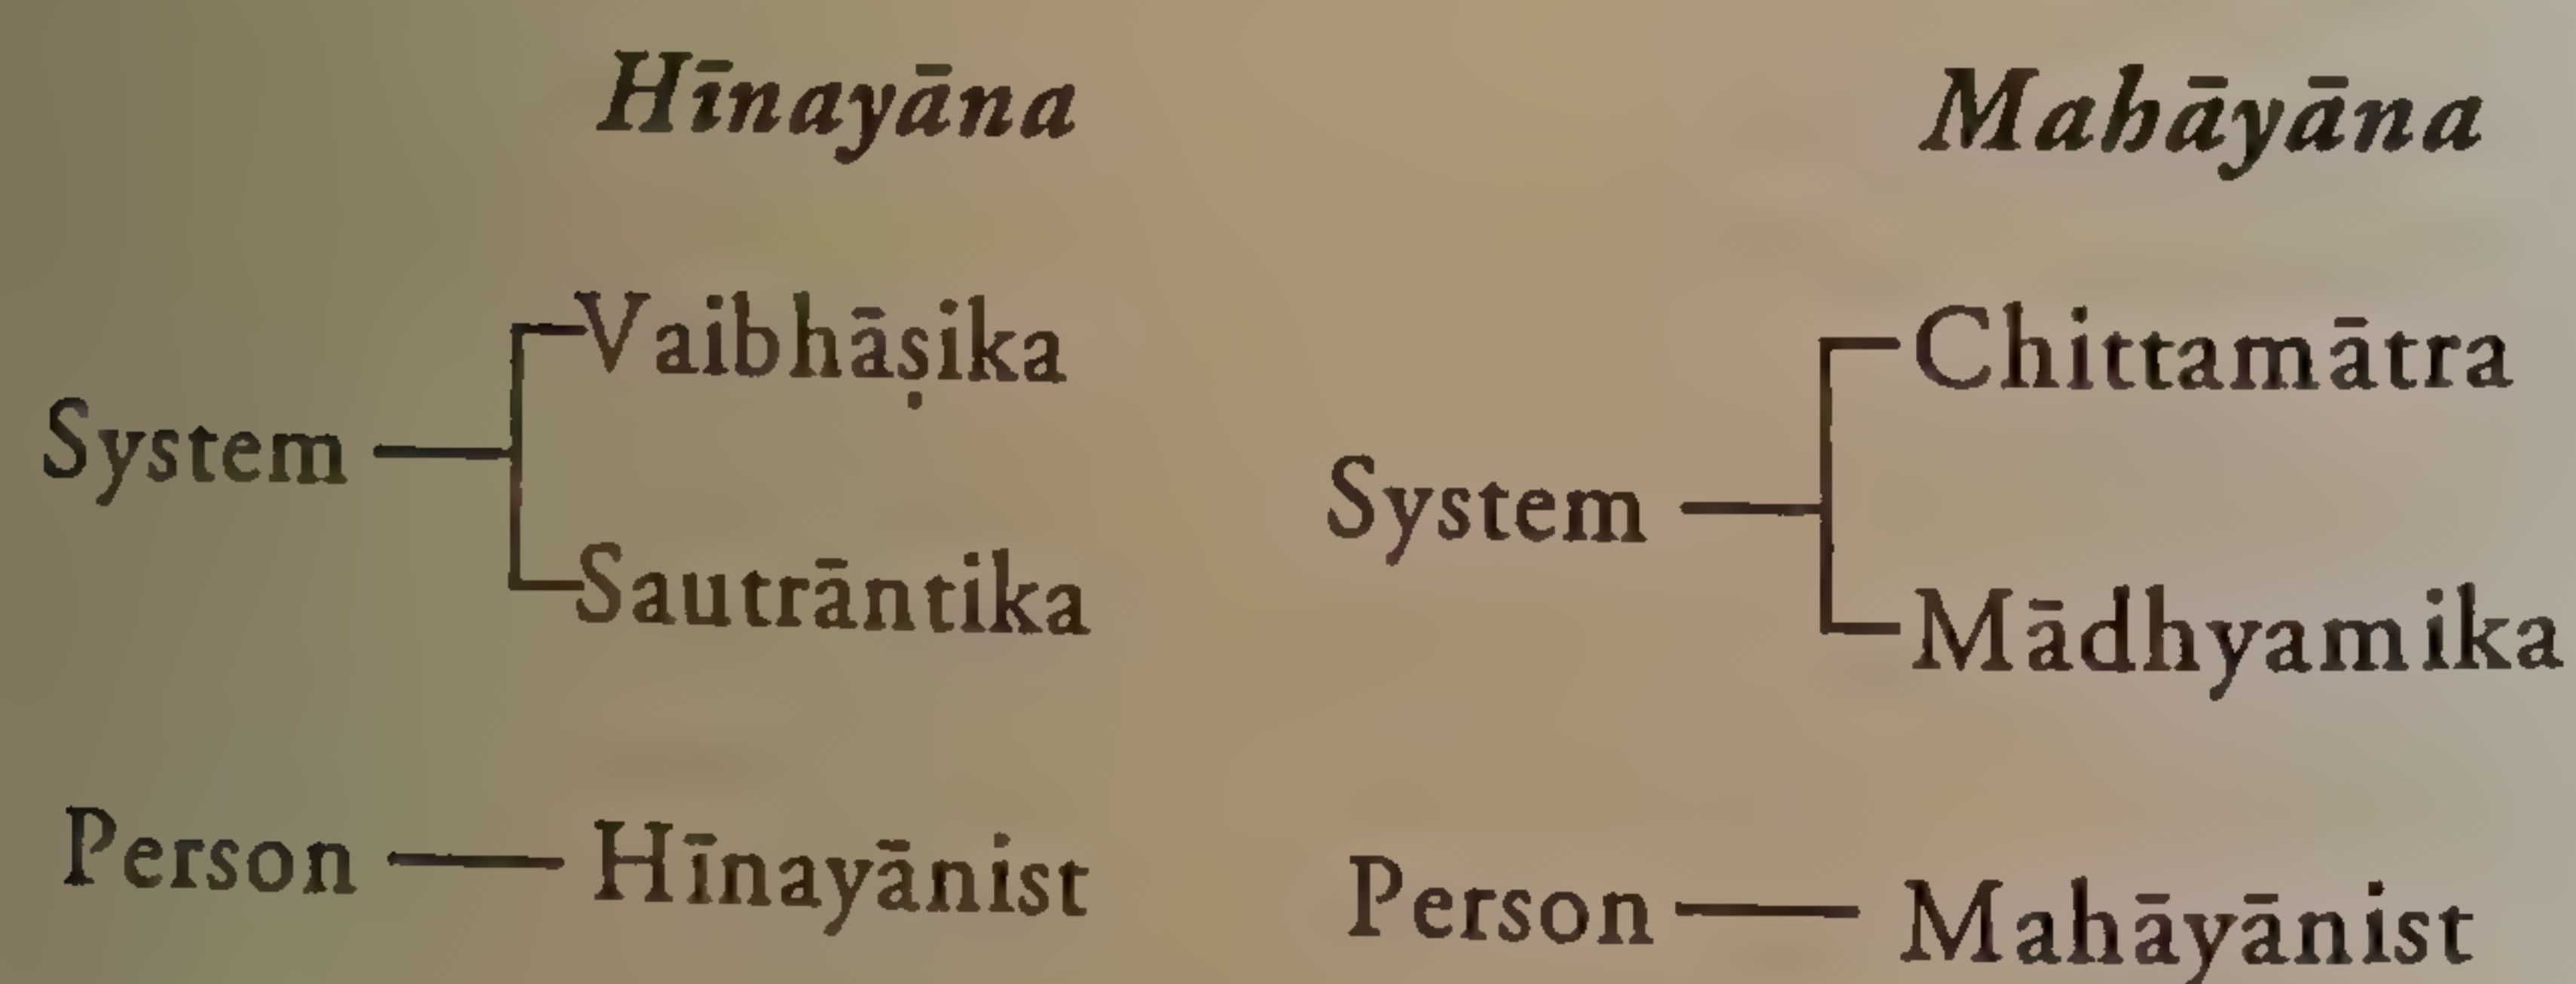 Hīnayāna
Vaibhāṣika
System
Sautrāntika
Person Hīnayānist
Mahāyāna
Chittamātra
System
Mādhyamika
Person Mahāyānist